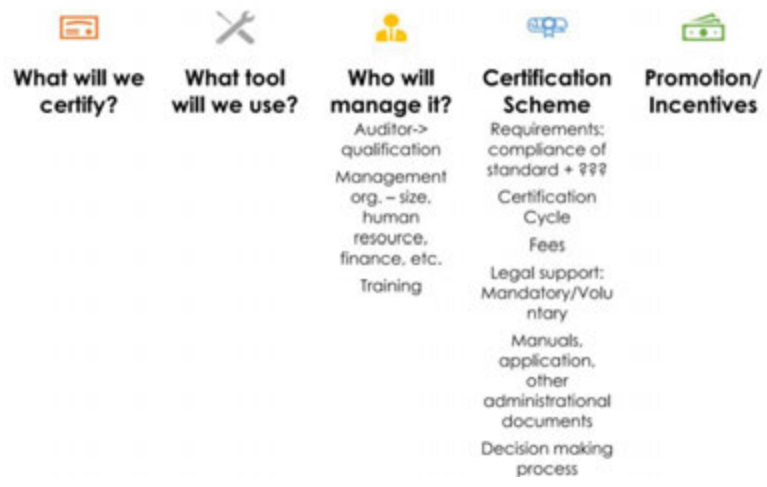 What will we
certify?
What tool
will we use?
Who will
manage it?
Auditor->
qualification
Management
org. – size,
human
resource,
finance, etc.
Training
Certification
Scheme
Requirements:
compliance of
standard + ???
Certification
Cycle
Fees
Legal support:
Mandatory/Volu
ntary
Manuals,
application,
other
administrational
documents
Decision making
process
Promotion/
Incentives